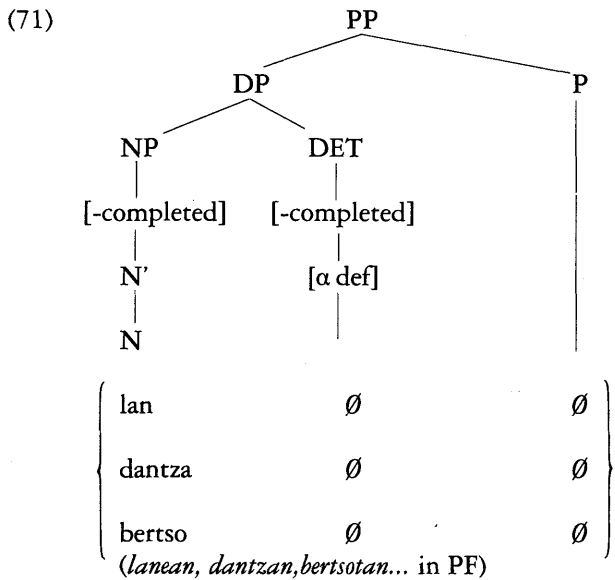 (71) PP
DP P
NP DET
[-completed] [-completed]
N' [α def]
N
lan Ø Ø
dantza Ø Ø
bertso Ø Ø
(lanean, dantzan,bertsotan... in PF)